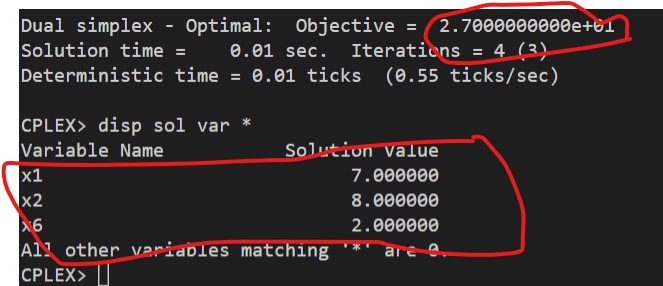 Dual simplex - Optimal:  Objective =  2.7000000000e+01
Solution time =    0.01 sec.  Iterations = 4 (3)
Deterministic time = 0.01 ticks  (0.55 ticks/sec)
CPLEX> disp sol var *
Variable Name           Solution Value
x1                            7.000000
x2                            8.000000
x6                            2.000000
All other variables matching '*' are 0.
CPLEX>